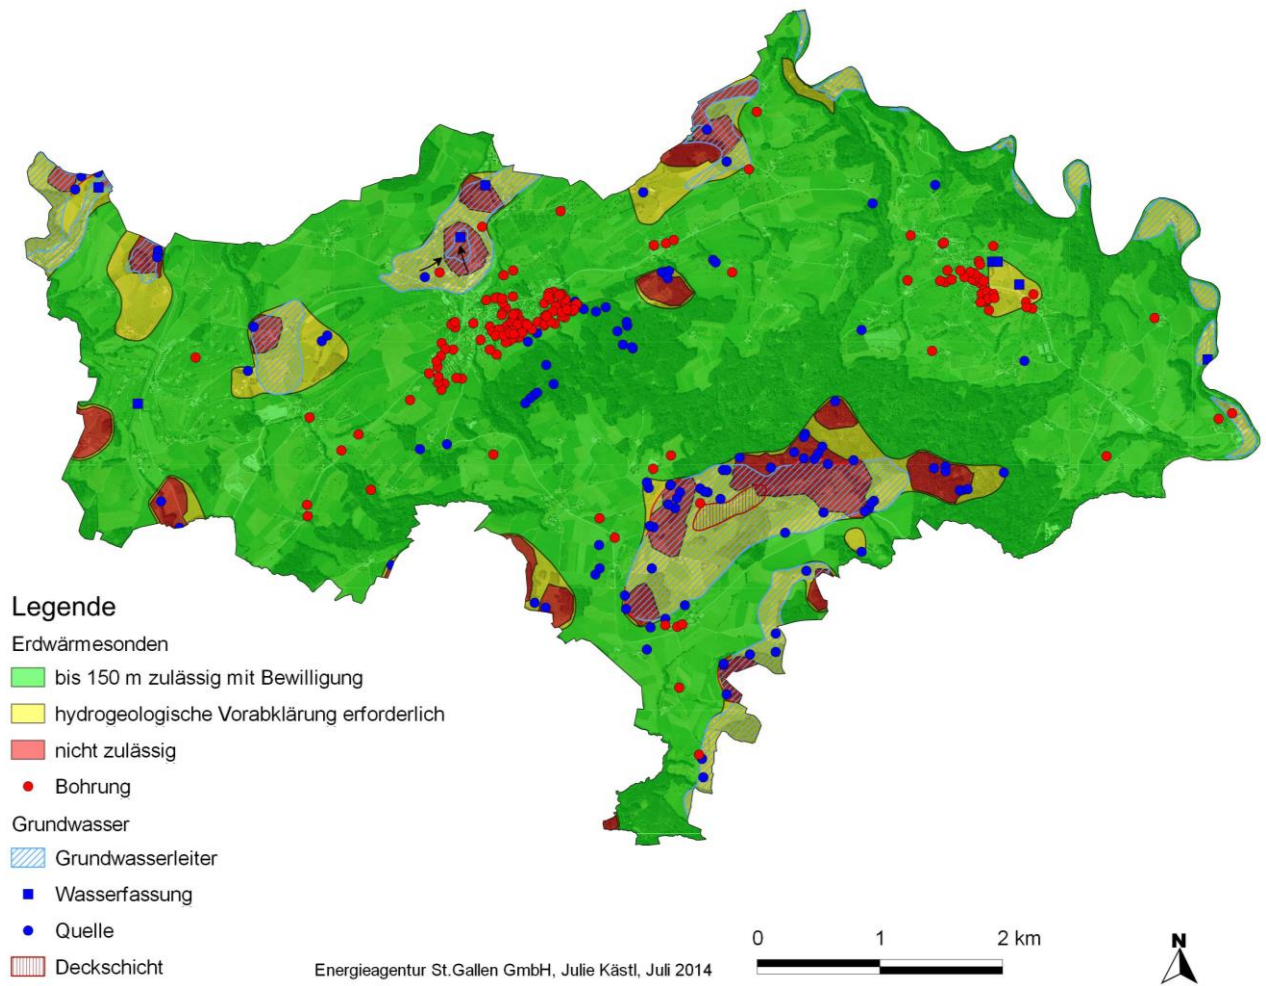 Legende
Erdwärmesonden
bis 150 m zulässig mit Bewilligung
hydrogeologische Vorabklärung erforderlich
nicht zulässig
Bohrung
Grundwasser
Grundwasserleiter
Wasserfassung
Quelle
Deckschicht
Energieagentur St.Gallen GmbH, Julie Kästl, Juli 2014
0 1 2 km
N